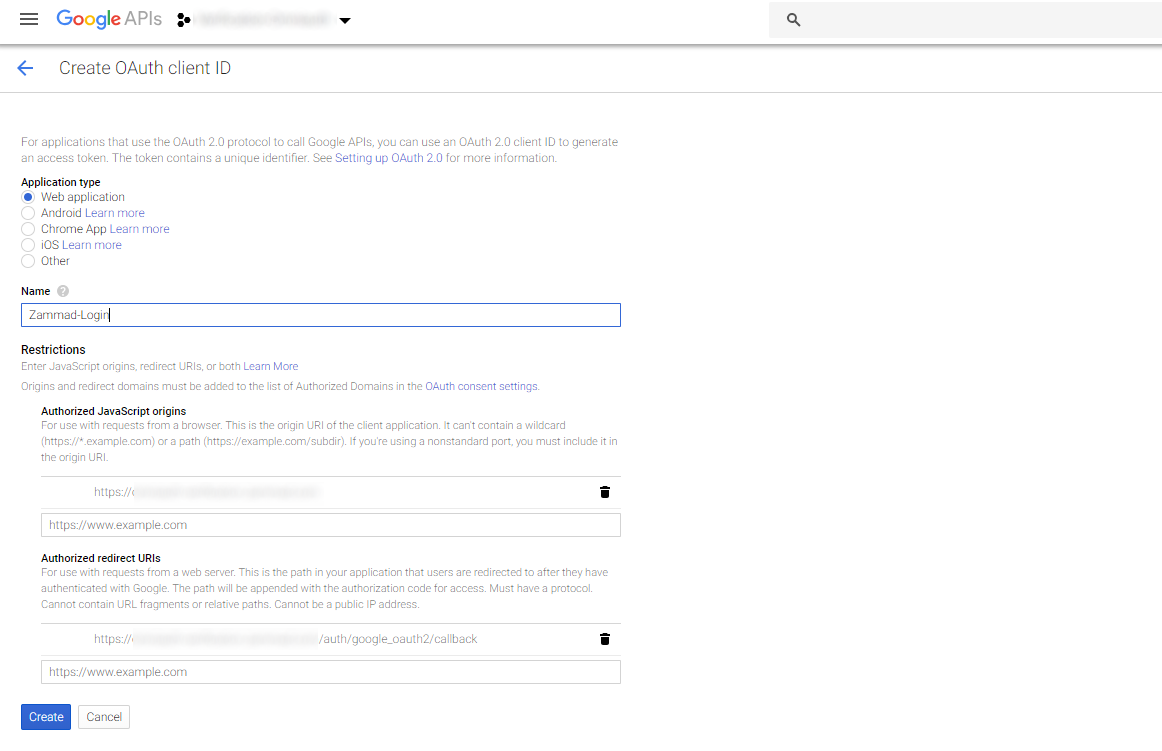 Google APIs
Create OAuth client ID
For applications that use the OAuth 2.0 protocol to call Google APIs, you can use an OAuth 2.0 client ID to generate
an access token. The token contains a unique identifier. See Setting up OAuth 2.0 for more information.
Application type
Web application
Android Learn more
Chrome App Learn more
iOS Learn more
Other
Name ?
Zammad-Login
Restrictions
Enter JavaScript origins, redirect URIs, or both Learn More
Origins and redirect domains must be added to the list of Authorized Domains in the OAuth consent settings.
Authorized JavaScript origins
For use with requests from a browser. This is the origin URI of the client application. It can't contain a wildcard
(https://*.example.com) or a path (https://example.com/subdir). If you're using a nonstandard port, you must include it in
the origin URI.
https://
https://www.example.com
Authorized redirect URIs
For use with requests from a web server. This is the path in your application that users are redirected to after they have
authenticated with Google. The path will be appended with the authorization code for access. Must have a protocol.
Cannot contain URL fragments or relative paths. Cannot be a public IP address.
https:// /auth/google_oauth2/callback
https://www.example.com
Create Cancel